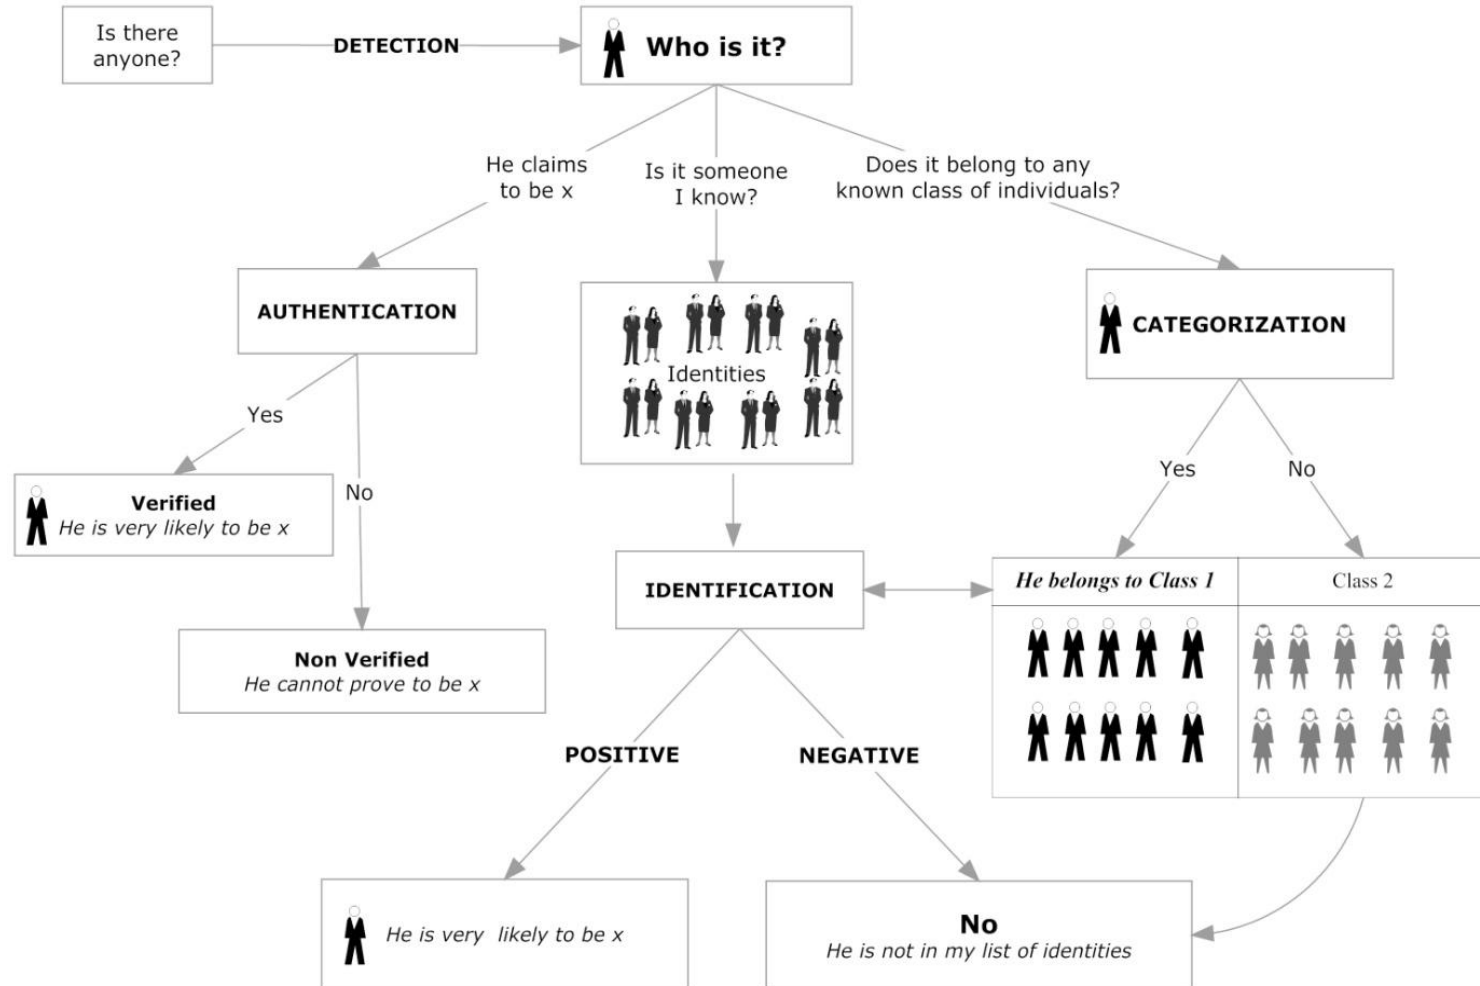 Is there
anyone?
DETECTION
Who is it?
He claims
to be x
Is it someone
I know?
Does it belong to any
known class of individuals?
AUTHENTICATION
Identities
CATEGORIZATION
Yes
No
Verified
He is very likely to be x
Non Verified
He cannot prove to be x
IDENTIFICATION
Yes
No
He belongs to Class 1
Class 2
POSITIVE
NEGATIVE
He is very likely to be x
No
He is not in my list of identities